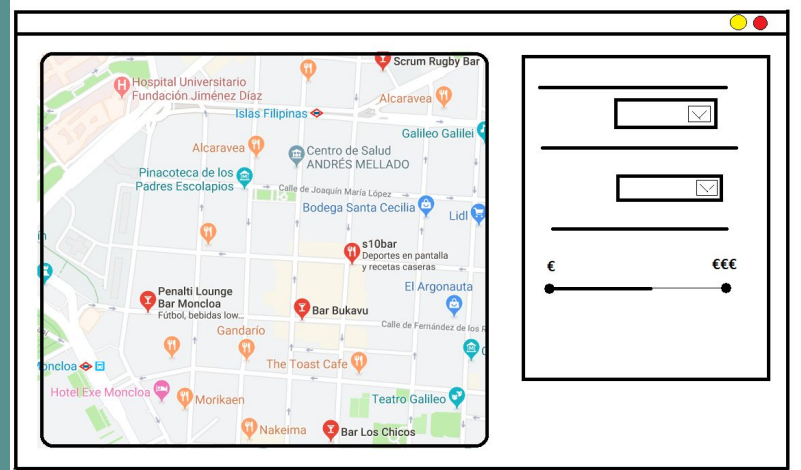 Scrum Rugby Bar
Hospital Universitario
Fundación Jiménez Díaz
Alcaravea
Islas Filipinas
Galileo Galilei
Alcaravea
Centro de Salud
ANDRÉS MELLADO
Pinacoteca de los
Padres Escolapios
Calle de Joaquín María López
Bodega Santa Cecilia
Lidl
s10bar
Deportes en pantalla
y recetas caseras
€
€€€
El Argonauta
Penalti Lounge
Bar Moncloa
Fútbol, bebidas low...
Bar Bukavu
Calle de Fernández de los R
Gandarío
The Toast Cafe
oncloa
Hotel Exe Moncloa
Morikaen
Teatro Galileo
Nakeima
Bar Los Chicos